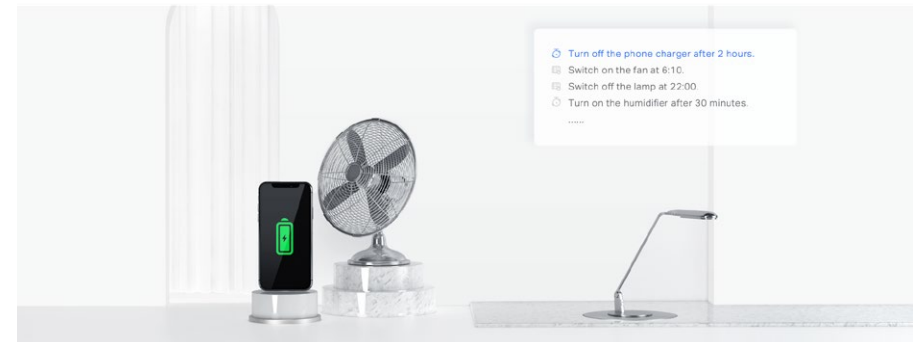 Turn off the phone charger after 2 hours.
Switch on the fan at 6:10.
Switch off the lamp at 22:00.
Turn on the humidifier after 30 minutes.
......